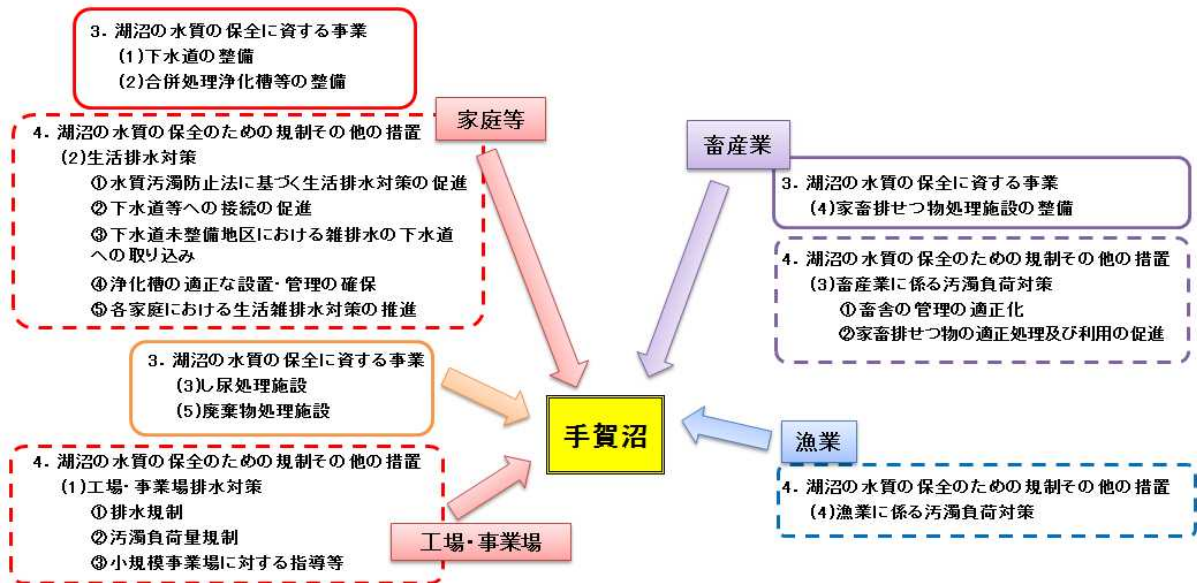 3. 湖沼の水質の保全に資する事業
(1)下水道の整備
(2)合併処理浄化槽等の整備
家庭等
4. 湖沼の水質の保全のための規制その他の措置
(2)生活排水対策
①水質汚濁防止法に基づく生活排水対策の促進
②下水道等への接続の促進
③下水道未整備地区における雑排水の下水道
への取り込み
④浄化槽の適正な設置・管理の確保
⑤各家庭における生活雑排水対策の推進
3. 湖沼の水質の保全に資する事業
(3)し尿処理施設
(5)廃棄物処理施設
4. 湖沼の水質の保全のための規制その他の措置
(1)工場・事業場排水対策
①排水規制
②汚濁負荷量規制
③小規模事業場に対する指導等
工場・事業場
手賀沼
畜産業
3. 湖沼の水質の保全に資する事業
(4)家畜排せつ物処理施設の整備
4. 湖沼の水質の保全のための規制その他の措置
(3)畜産業に係る汚濁負荷対策
①畜舎の管理の適正化
②家畜排せつ物の適正処理及び利用の促進
漁業
4. 湖沼の水質の保全のための規制その他の措置
(4)漁業に係る汚濁負荷対策